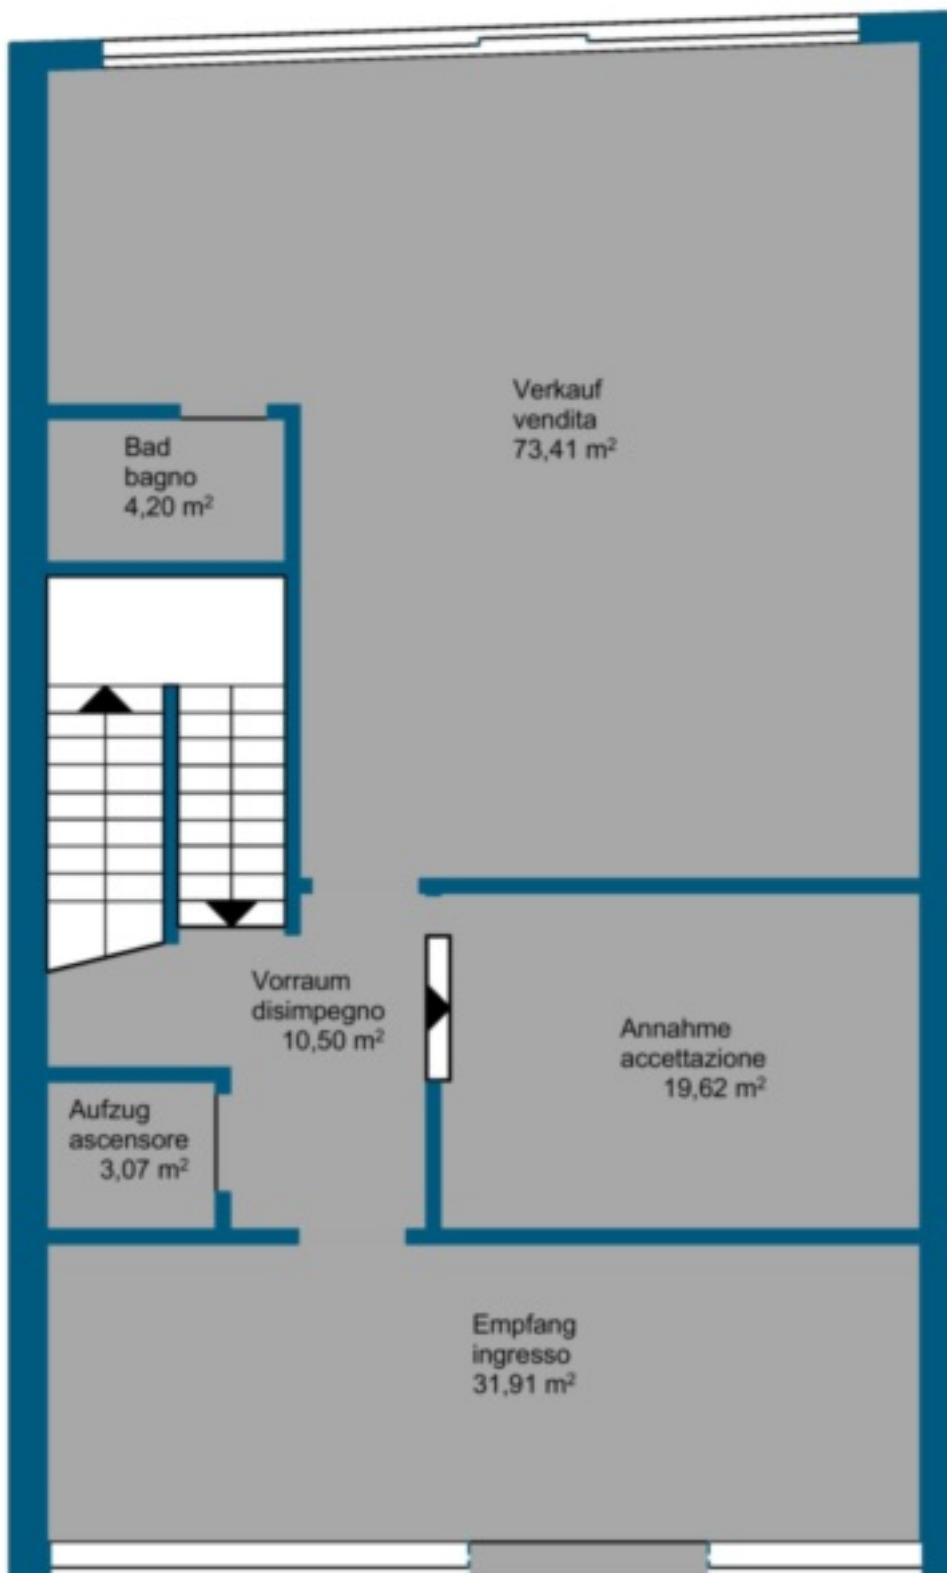 Verkauf
vendita
73,41 m²
Bad
bagno
4,20 m²
Vorraum
disimpegno
10,50 m²
Annahme
accettazione
19,62 m²
Aufzug
ascensore
3,07 m²
Empfang
ingresso
31,91 m²